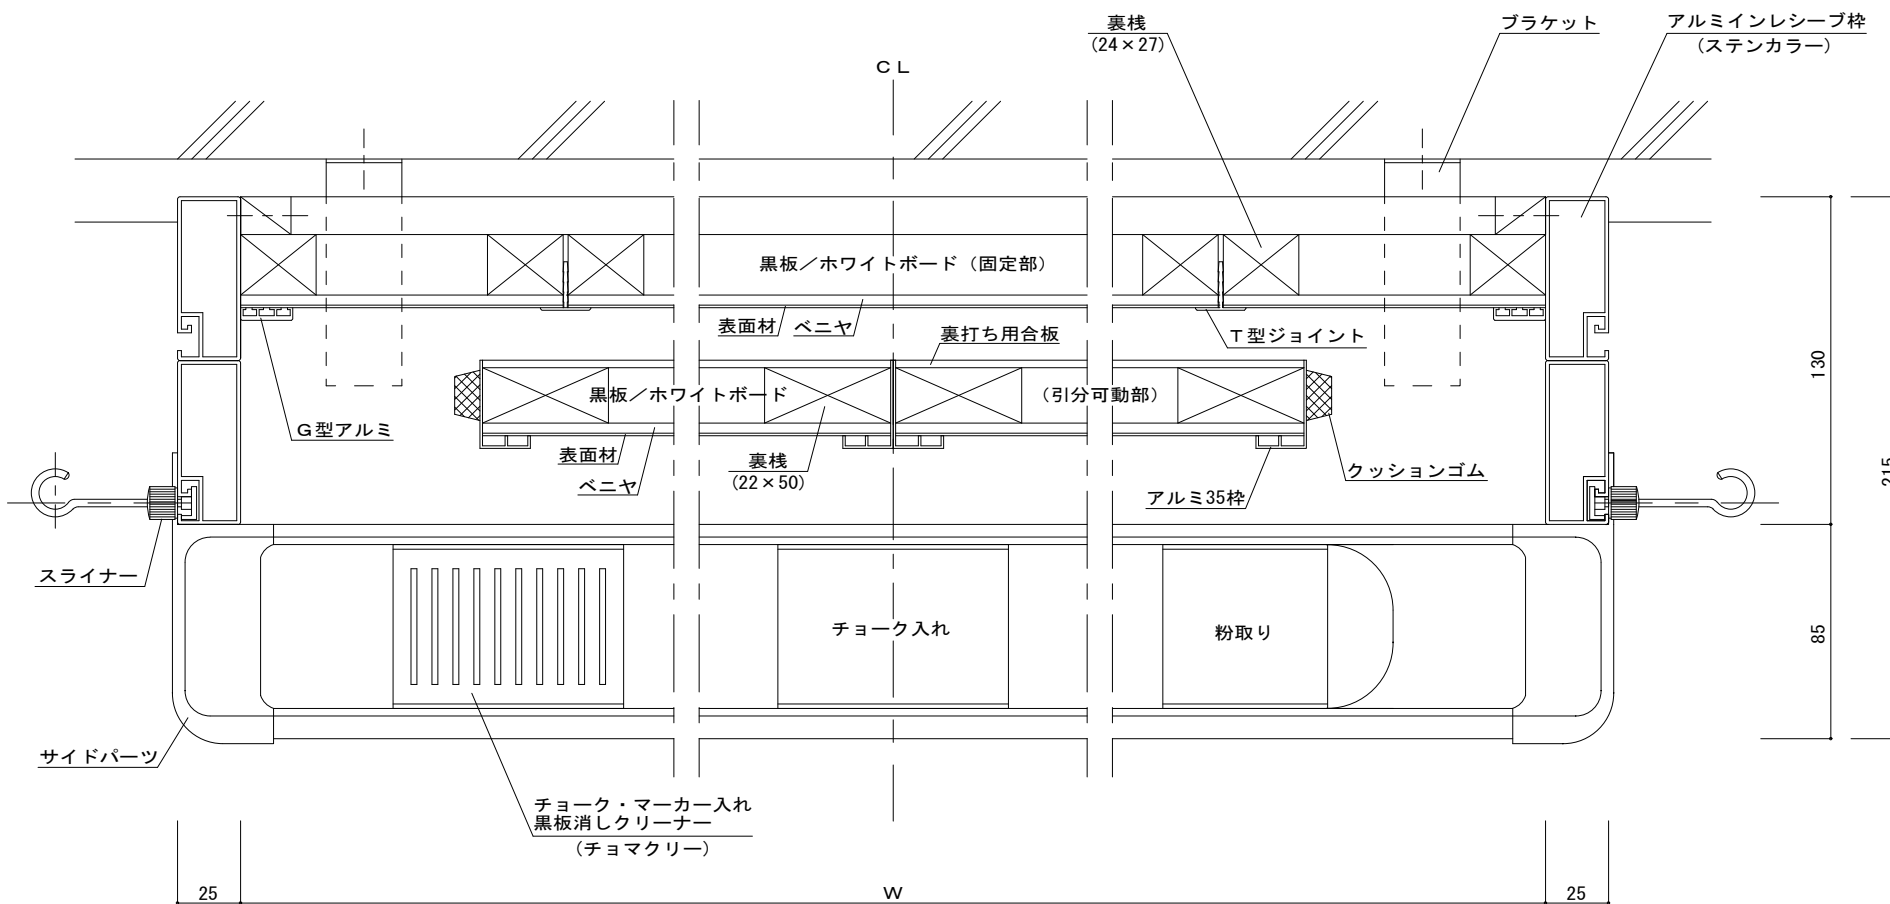 裏桟
(24×27)
ブラケット
アルミインレシーブ枠
(ステンカラー)
CL
黒板／ホワイトボード（固定部）
表面材
ベニヤ
裏打ち用合板
T型ジョイント
130
215
黒板／ホワイトボード
（引分可動部）
G型アルミ
表面材
ベニヤ
裏桟
(22×50)
クッションゴム
アルミ35枠
スライナー
チョーク入れ
粉取り
85
サイドパーツ
チョーク・マーカー入れ
黒板消しクリーナー
(チョマクリー)
25
W
25